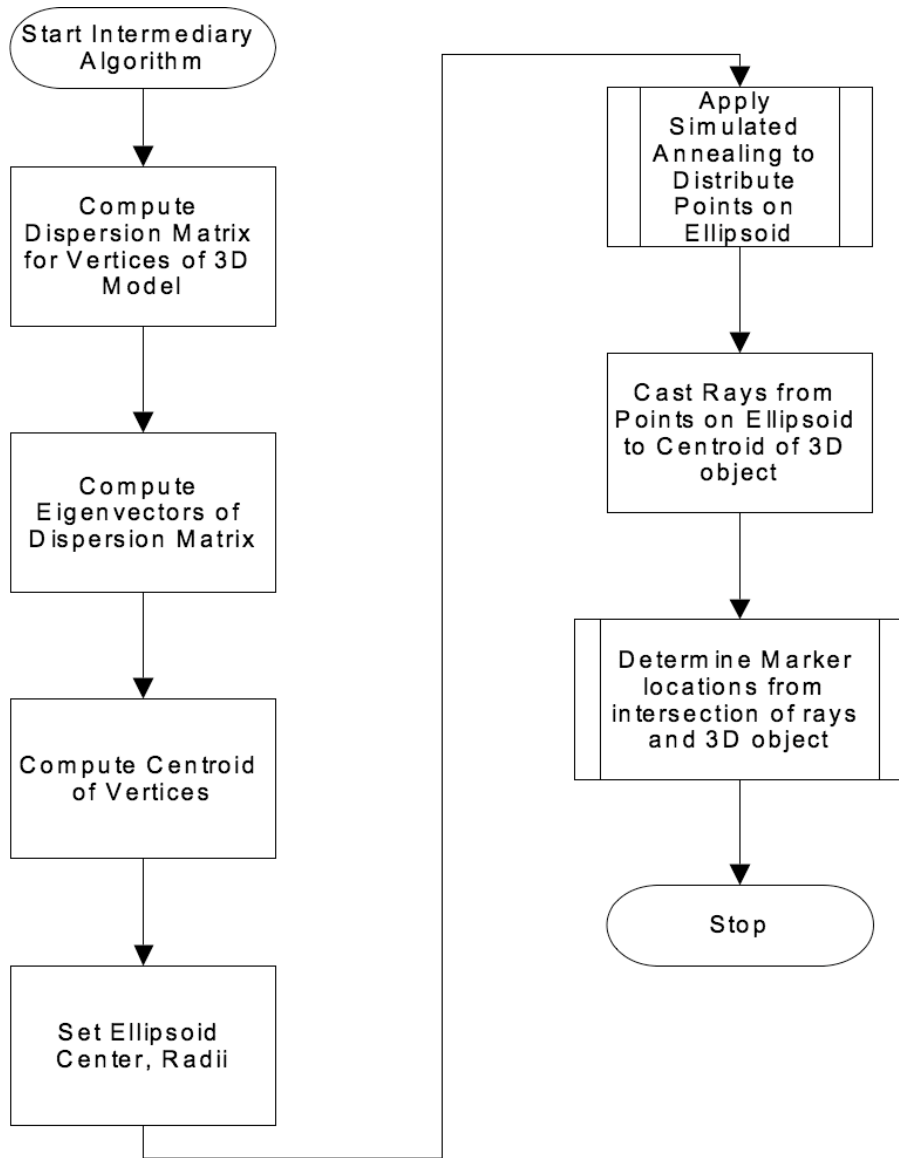 Start Intermediary
Algorithm
Compute
Dispersion Matrix
for Vertices of 3D
Model
Compute
Eigenvectors of
Dispersion Matrix
Compute Centroid
of Vertices
Set Ellipsoid
Center, Radii
Apply
Simulated
Annealing to
Distribute
Points on
Ellipsoid
Cast Rays from
Points on Ellipsoid
to Centroid of 3D
object
Determine Marker
locations from
intersection of rays
and 3D object
Stop